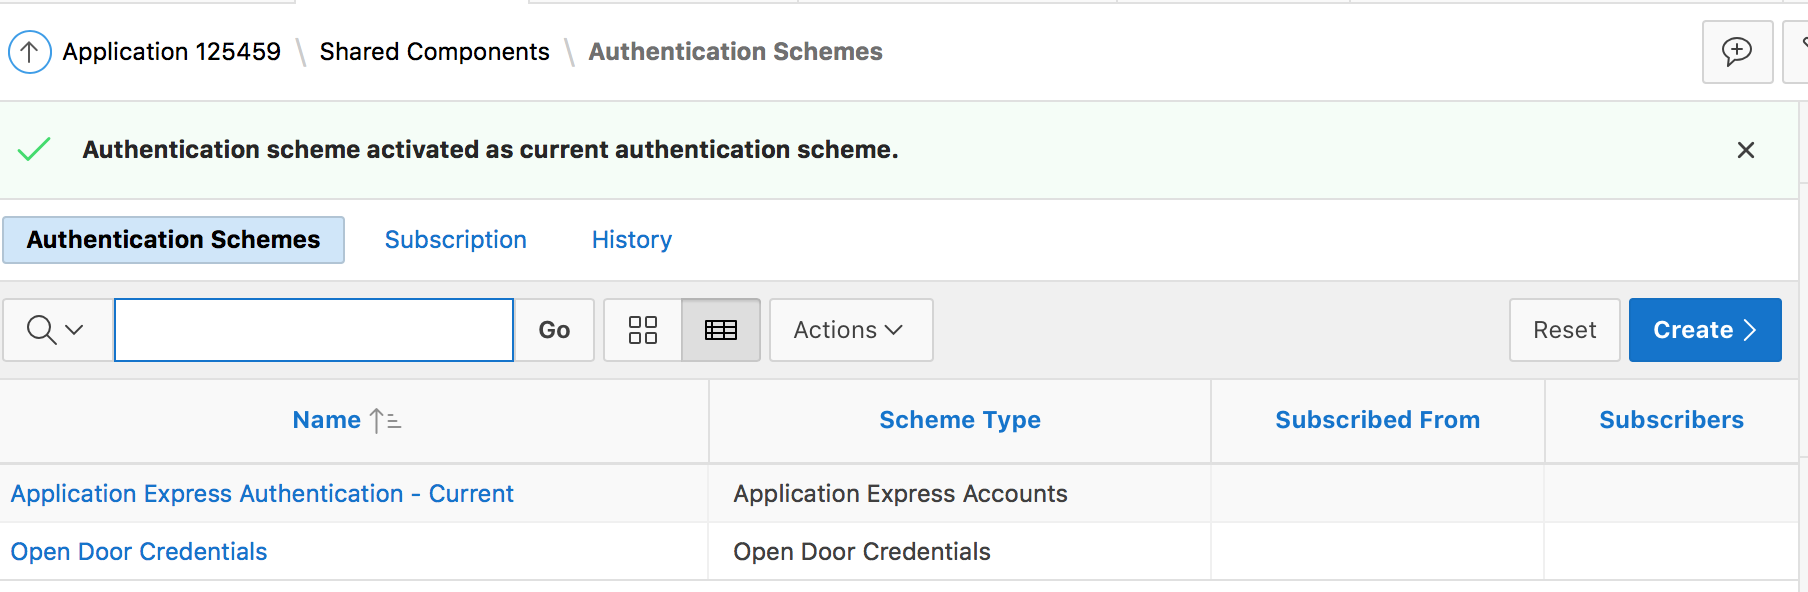 Application 125459 \ Shared Components \ Authentication Schemes
Authentication scheme activated as current authentication scheme.
Authentication Schemes Subscription History
Go Actions Reset Create
Name Scheme Type Subscribed From Subscribers
Application Express Authentication - Current Application Express Accounts
Open Door Credentials Open Door Credentials